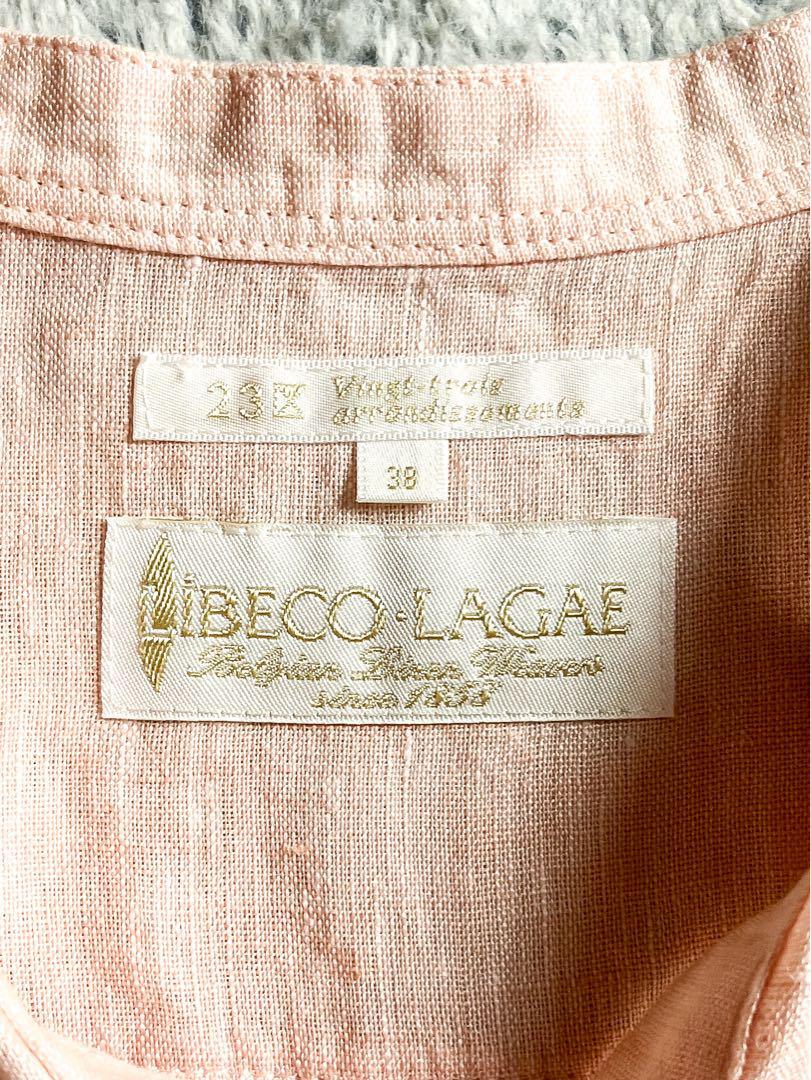 23区 Vingt-trois
arrondissements
38
LIBECO·LAGAE
Belgian Linen Weavers
since 1858